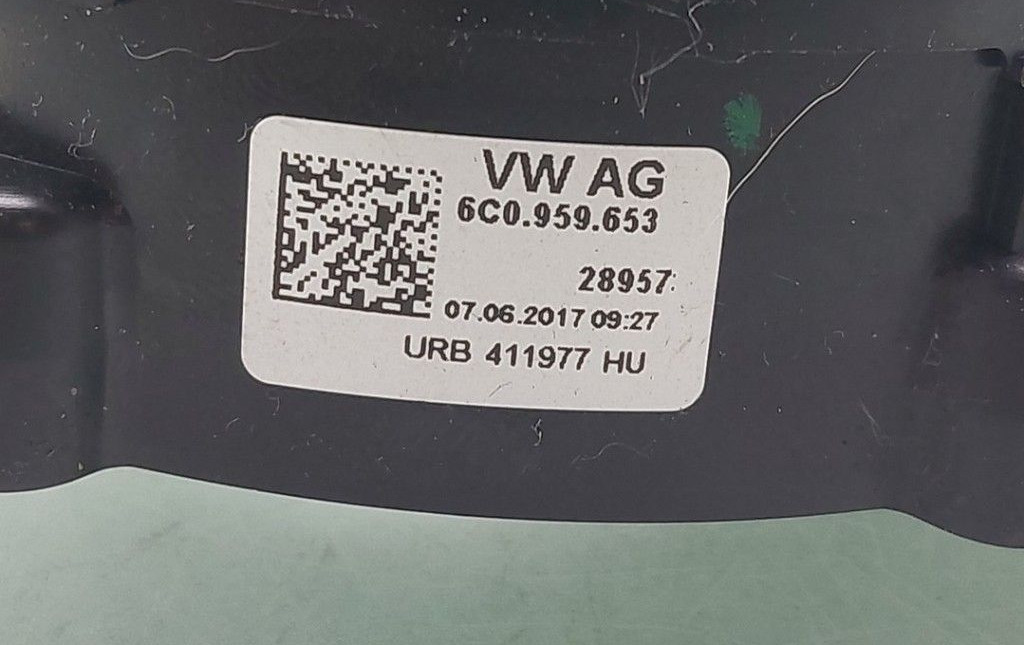 VW AG
6C0.959.653
28957
07.06.2017 09:27
URB 411977 HU